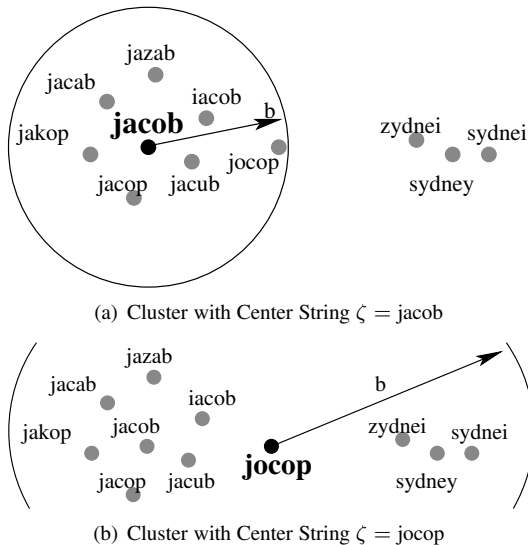 jazab
jacab
iacob
b
jacob
zydnei
sydnei
jakop
jocop
jacop
jacub
sydney
(a) Cluster with Center String ζ = jacob
jazab
b
jacab
iacob
jakop
jacob
zydnei
sydnei
jocop
jacop
jacub
sydney
(b) Cluster with Center String ζ = jocop